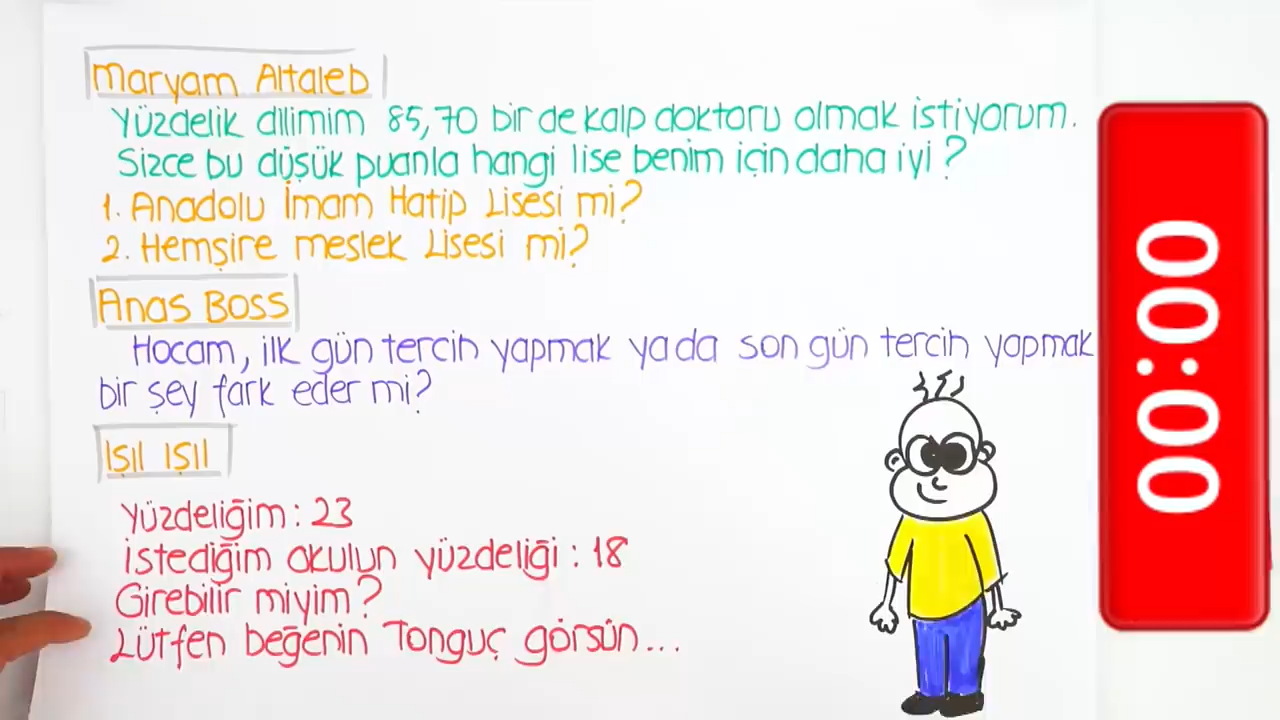 Maryam Altaleb
Yüzdelik dilimim 85,70 bir de kalp doktoru olmak istiyorum.
Sizce bu düşük puanla hangi lise benim için daha iyi?
1. Anadolu İmam Hatip Lisesi mi?
2. Hemşire meslek Lisesi mi?
Anas Boss
Hocam, ilk gün tercih yapmak ya da son gün tercih yapmak
bir şey fark eder mi?
Işıl ışıl
Yüzdeliğim: 23
İstediğim okulun yüzdeliği: 18
Girebilir miyim?
Lütfen beğenin Tonguç görsün...
00:00